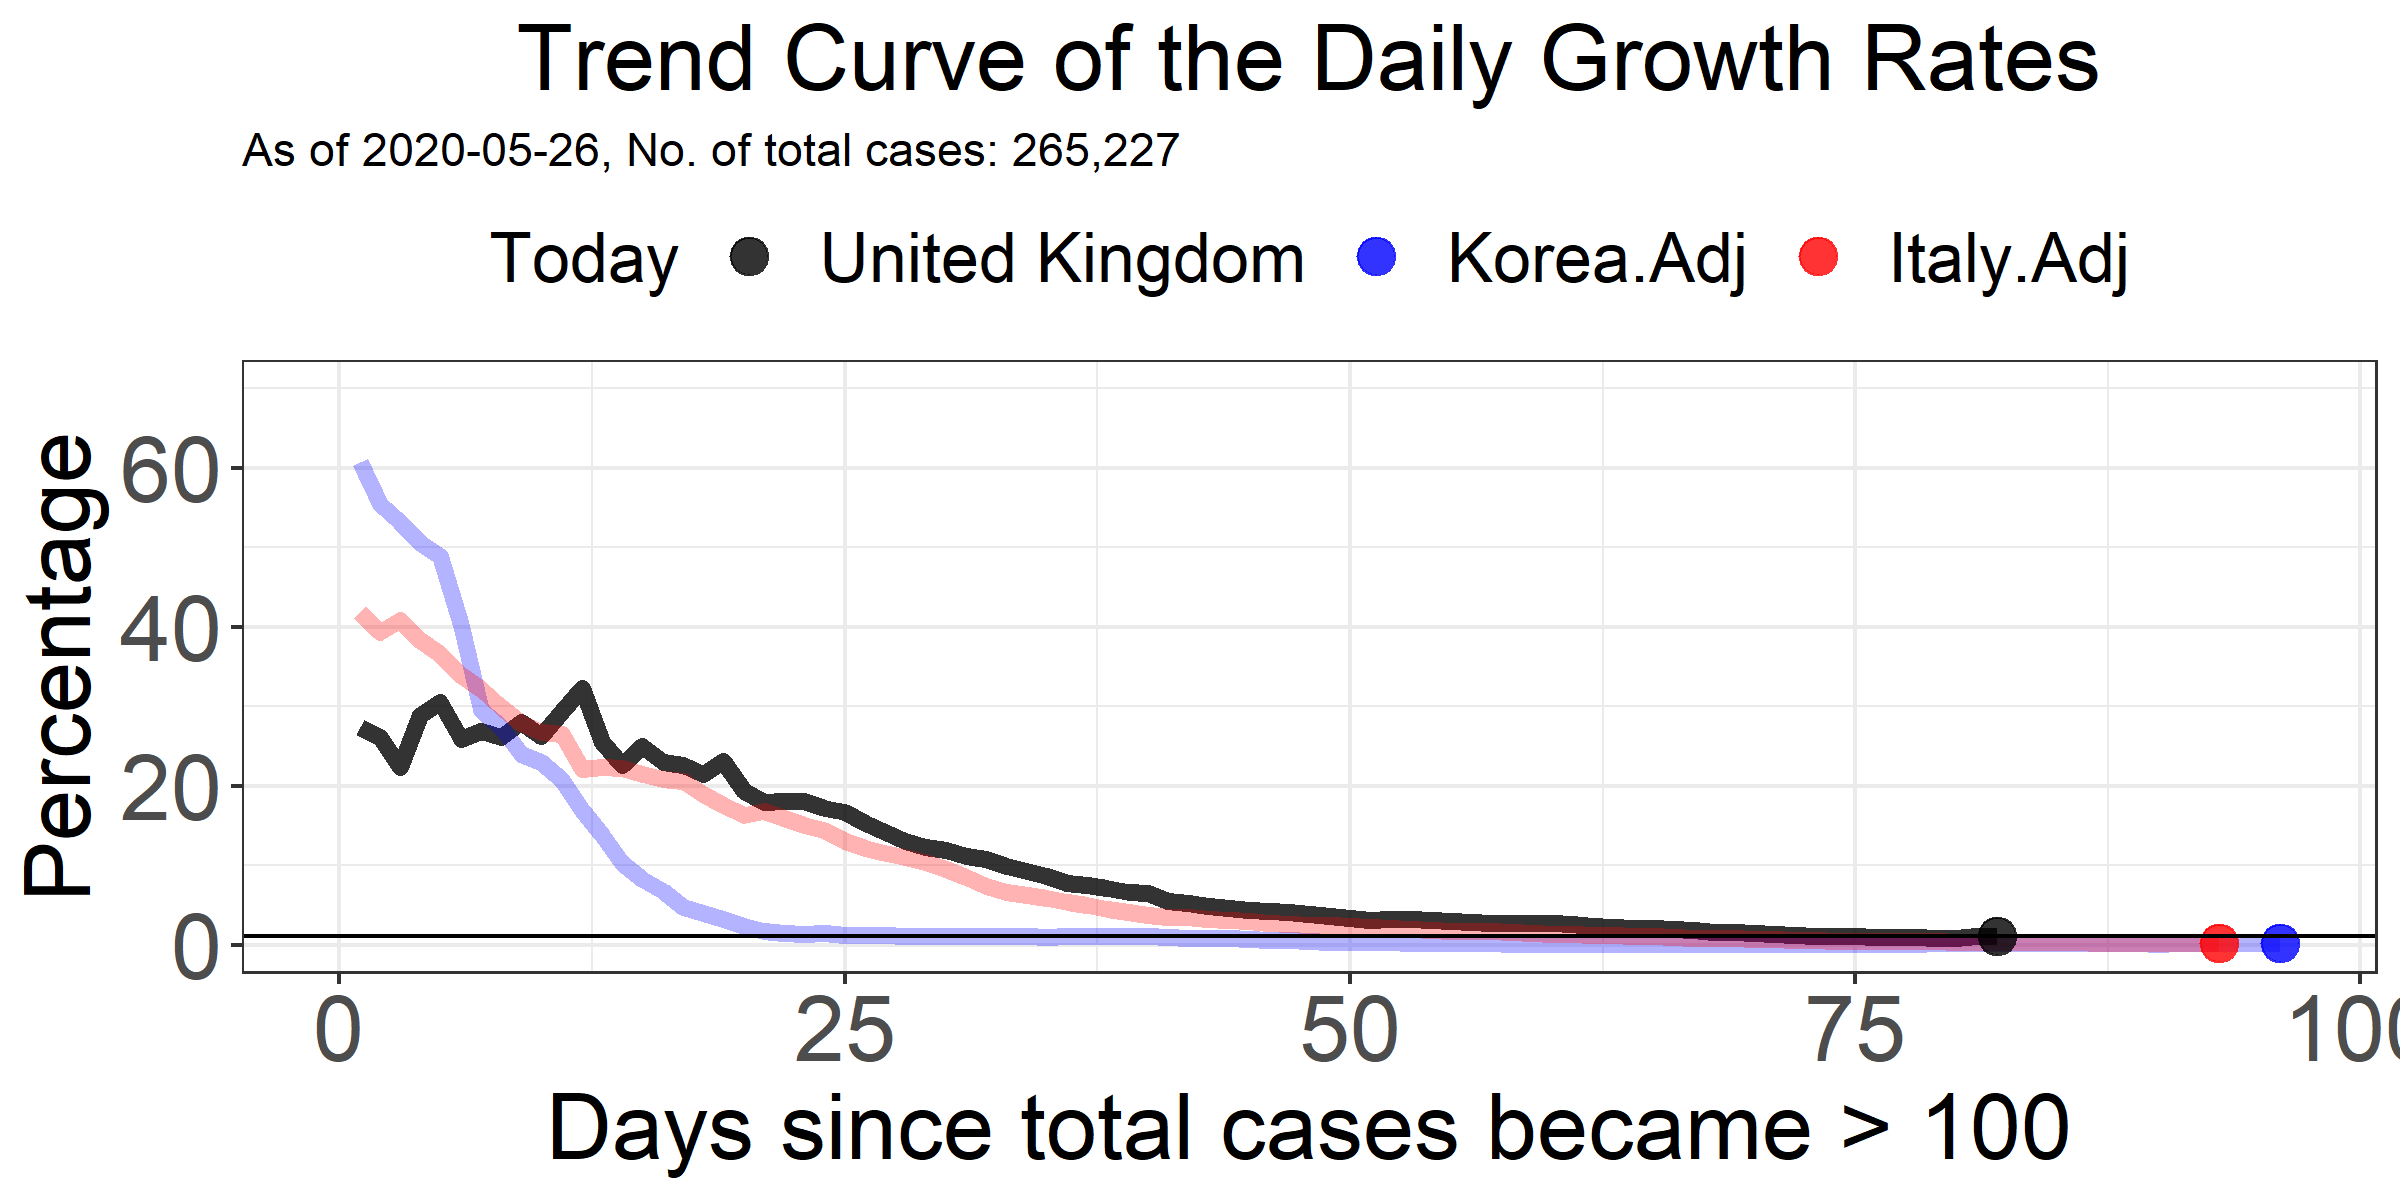 Trend Curve of the Daily Growth Rates
As of 2020-05-26, No. of total cases: 265,227
Today United Kingdom Korea.Adj Italy.Adj
Percentage
60
40
20
0
0 25 50 75 100
Days since total cases became > 100